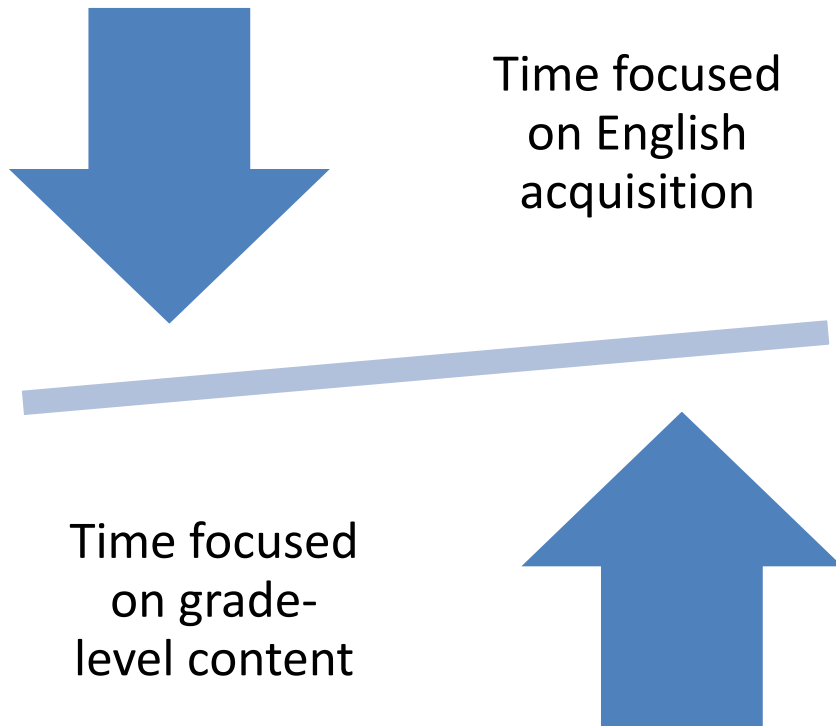 Time focused
on English
acquisition
Time focused
on grade-
level content